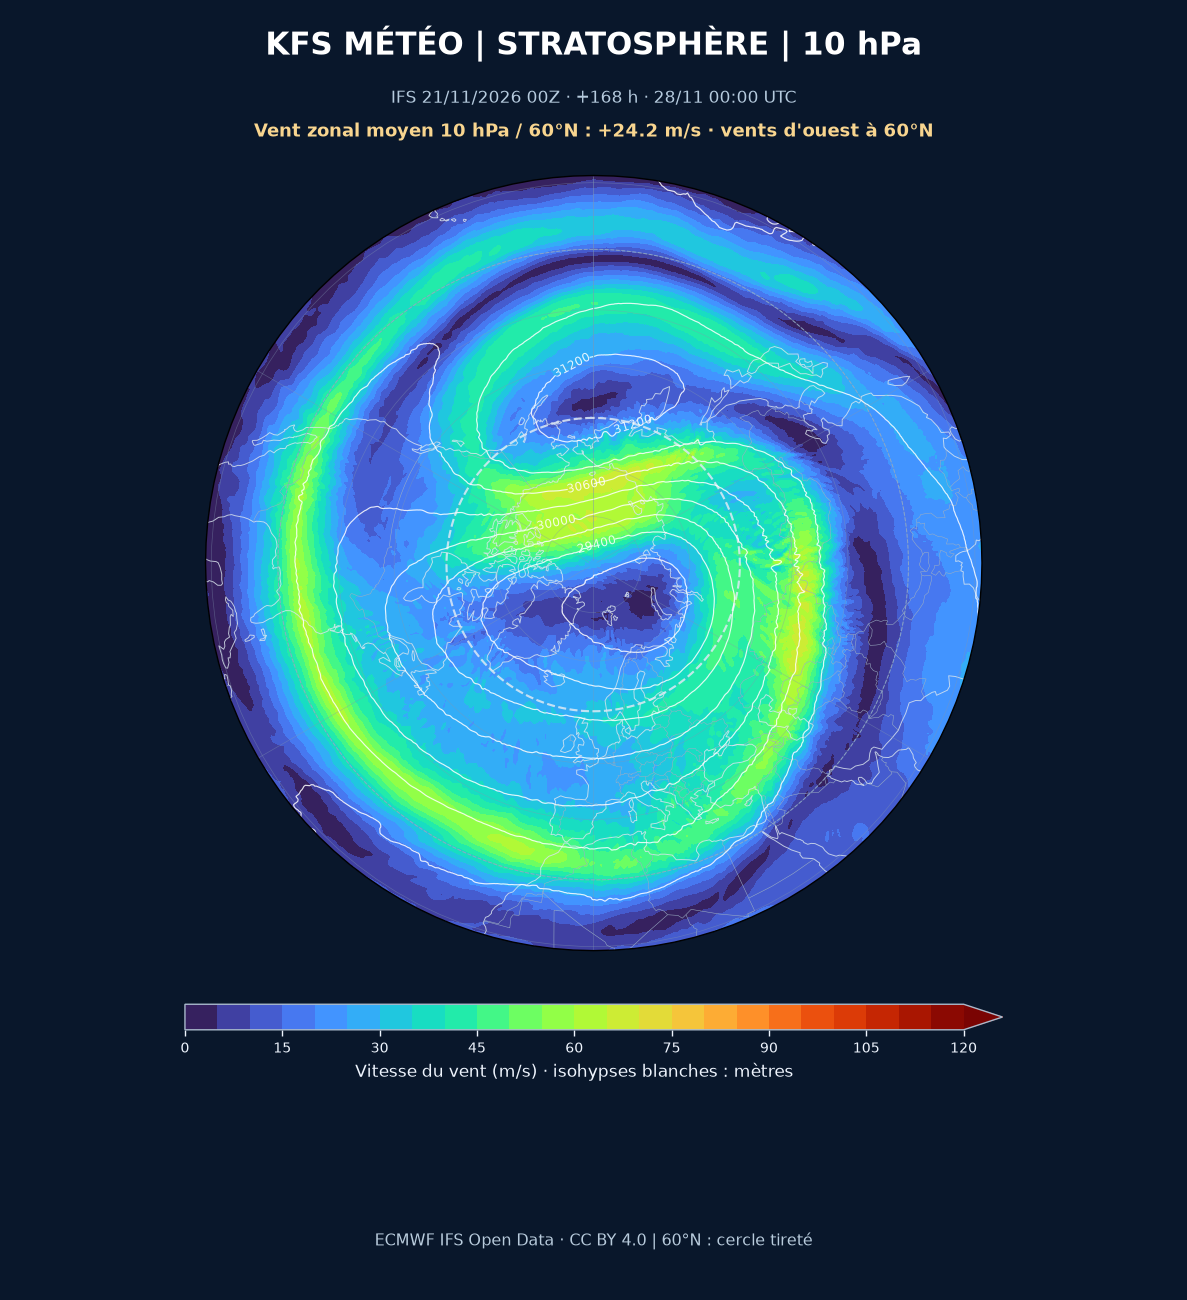 KFS MÉTÉO | STRATOSPHÈRE | 10 hPa
IFS 21/11/2026 00Z · +168 h · 28/11 00:00 UTC
Vent zonal moyen 10 hPa / 60°N : +24.2 m/s · vents d'ouest à 60°N
31200
31200
30600
30000
29400
0 15 30 45 60 75 90 105 120
Vitesse du vent (m/s) · isohypses blanches : mètres
ECMWF IFS Open Data · CC BY 4.0 | 60°N : cercle tireté